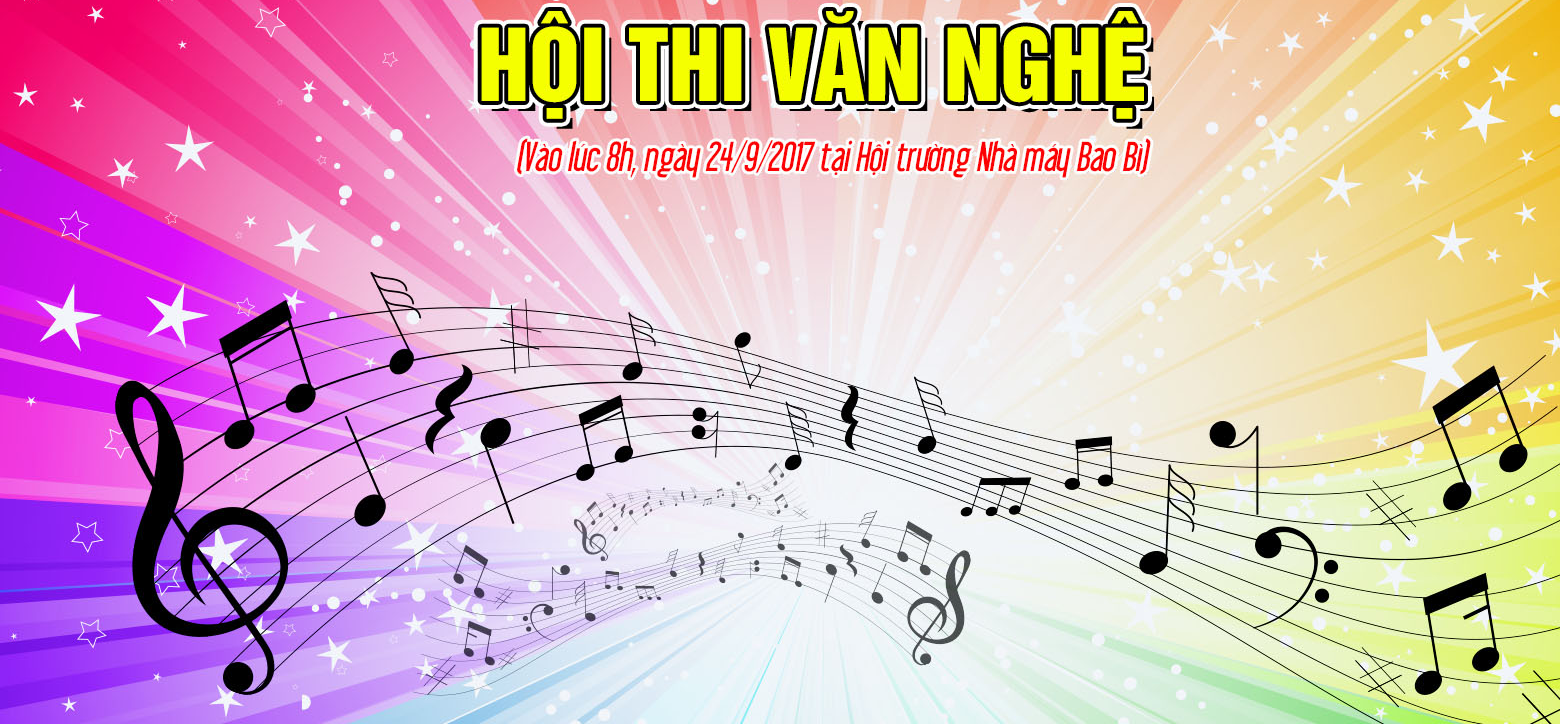 HỘI THI VĂN NGHỆ
(Vào lúc 8h, ngày 24/9/2017 tại Hội trường Nhà máy Bao Bì)